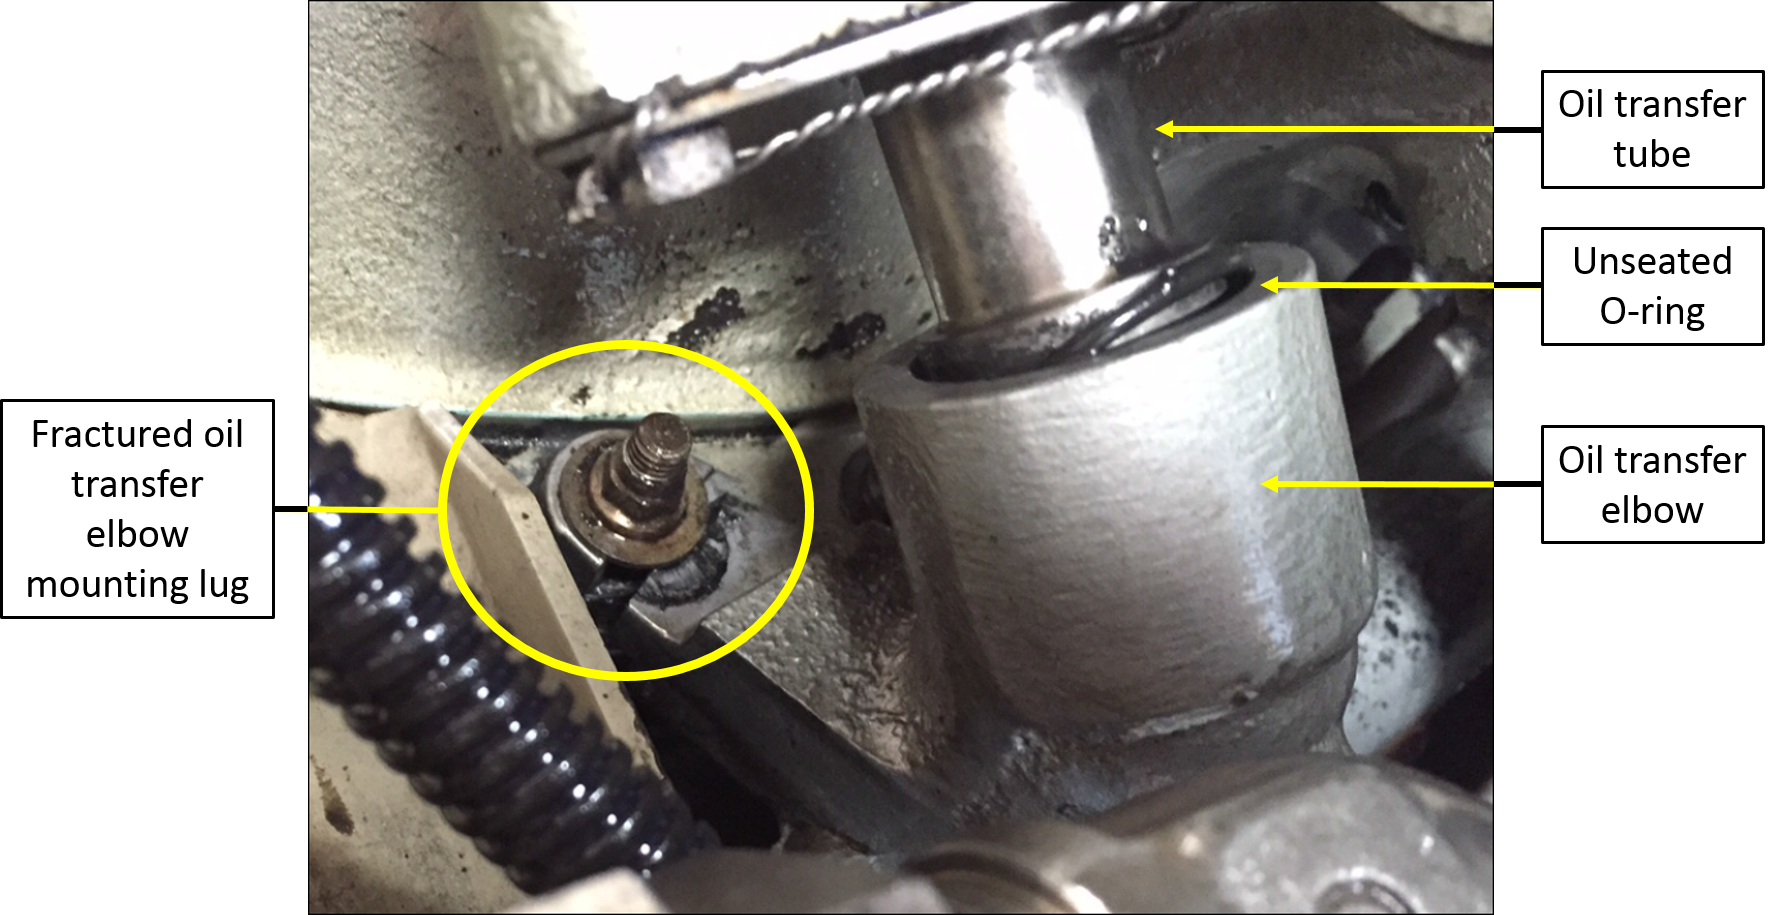 Oil transfer
tube
Unseated
O-ring
Fractured oil
transfer
elbow
mounting lug
Oil transfer
elbow